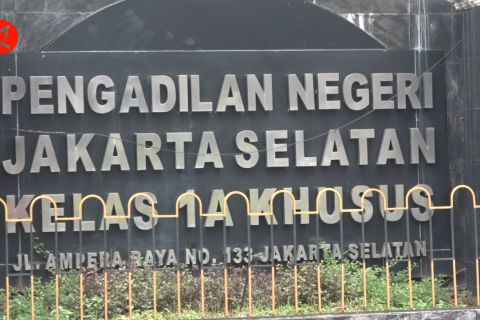 PENGADILAN NEGERI
JAKARTA SELATAN
KELAS 1A KHUSUS
JL. AMPERA RAYA NO. 133 JAKARTA SELATAN